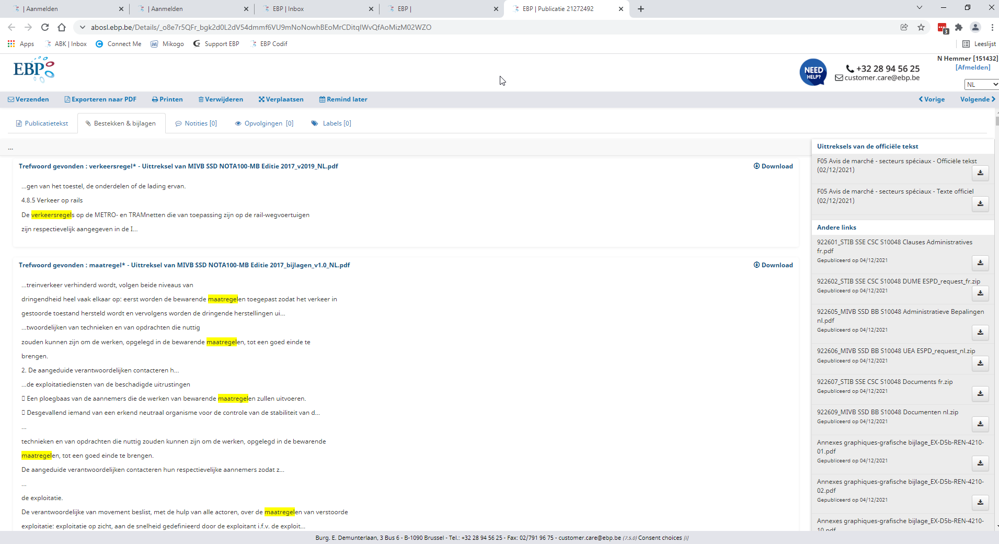 | Aanmelden
| Aanmelden
EBP | Inbox
EBP |
EBP | Publicatie 21272492
abosl.ebp.be/Details/_o8e7r5QFr_bgk2d0L2dV54dmmf6VU9mNoNowhBEoMrCDitqIWvQfAoMizM02WZO
3
Apps
ABK | Inbox
Connect Me
Mikogo
Support EBP
EBP Codif
Leeslijst
EBP
NEED HELP?
+32 28 94 56 25
customer.care@ebp.be
N Hemmer [151432]
[Afmelden]
NL
Verzenden
Exporteren naar PDF
Printen
Verwijderen
Verplaatsen
Remind later
Vorige
Volgende
Publicatietekst
Bestekken & bijlagen
Notities [0]
Opvolgingen [0]
Labels [0]
...
Trefwoord gevonden : verkeersregel* - Uittreksel van MIVB SSD NOTA100-MB Editie 2017_v2019_NL.pdf
Download
...gen van het toestel, de onderdelen of de lading ervan.
4.8.5 Verkeer op rails
De verkeersregels op de METRO- en TRAMnetten die van toepassing zijn op de rail-wegvoertuigen
zijn respectievelijk aangegeven in de I...
Trefwoord gevonden : maatregel* - Uittreksel van MIVB SSD NOTA100-MB Editie 2017_bijlagen_v1.0_NL.pdf
Download
...treinverkeer verhinderd wordt, volgen beide niveaus van
dringendheid heel vaak elkaar op: eerst worden de bewarende maatregelen toegepast zodat het verkeer in
gestoorde toestand hersteld wordt en vervolgens worden de dringende herstellingen ui...
...twoordelijken van technieken en van opdrachten die nuttig
zouden kunnen zijn om de werken, opgelegd in de bewarende maatregelen, tot een goed einde te
brengen.
2. De aangeduide verantwoordelijken contacteren h...
...de exploitatiediensten van de beschadigde uitrustingen
Een ploegbaas van de aannemers die de werken van bewarende maatregelen zullen uitvoeren.
Desgevallend iemand van een erkend neutraal organisme voor de controle van de stabiliteit van d...
...
technieken en van opdrachten die nuttig zouden kunnen zijn om de werken, opgelegd in de bewarende
maatregelen, tot een goed einde te brengen.
De aangeduide verantwoordelijken contacteren hun respectievelijke aannemers zodat z...
...
de exploitatie.
De verantwoordelijke van movement beslist, met de hulp van alle actoren, over de maatregelen van verstoorde
exploitatie: exploitatie op zicht, aan de snelheid gedefinieerd door de exploitant i.f.v. de exploit...
Uittreksels van de officiële tekst
F05 Avis de marché - secteurs spéciaux - Officiële tekst
(02/12/2021)
F05 Avis de marché - secteurs spéciaux - Texte officiel
(02/12/2021)
Andere links
922601_STIB SSE CSC S10048 Clauses Administratives
fr.pdf
Gepubliceerd op 04/12/2021
922602_STIB SSE CSC S10048 DUME ESPD_request_fr.zip
Gepubliceerd op 04/12/2021
922605_MIVB SSD BB S10048 Administratieve Bepalingen
nl.pdf
Gepubliceerd op 04/12/2021
922606_MIVB SSD BB S10048 UEA ESPD_request_nl.zip
Gepubliceerd op 04/12/2021
922607_STIB SSE CSC S10048 Documents fr.zip
Gepubliceerd op 04/12/2021
922609_MIVB SSD BB S10048 Documenten nl.zip
Gepubliceerd op 04/12/2021
Annexes graphiques-grafische bijlage_EX-D5b-REN-4210-
01.pdf
Gepubliceerd op 04/12/2021
Annexes graphiques-grafische bijlage_EX-D5b-REN-4210-
02.pdf
Gepubliceerd op 04/12/2021
Annexes graphiques-grafische bijlage_EX-D5b-REN-4210-
10.pdf
Burg. E. Demunterlaan, 3 Bus 6 - B-1090 Brussel - Tel.: +32 28 94 56 25 - Fax: 02/791 96 75 - customer.care@ebp.be (7.5.0) Consent choices [i]